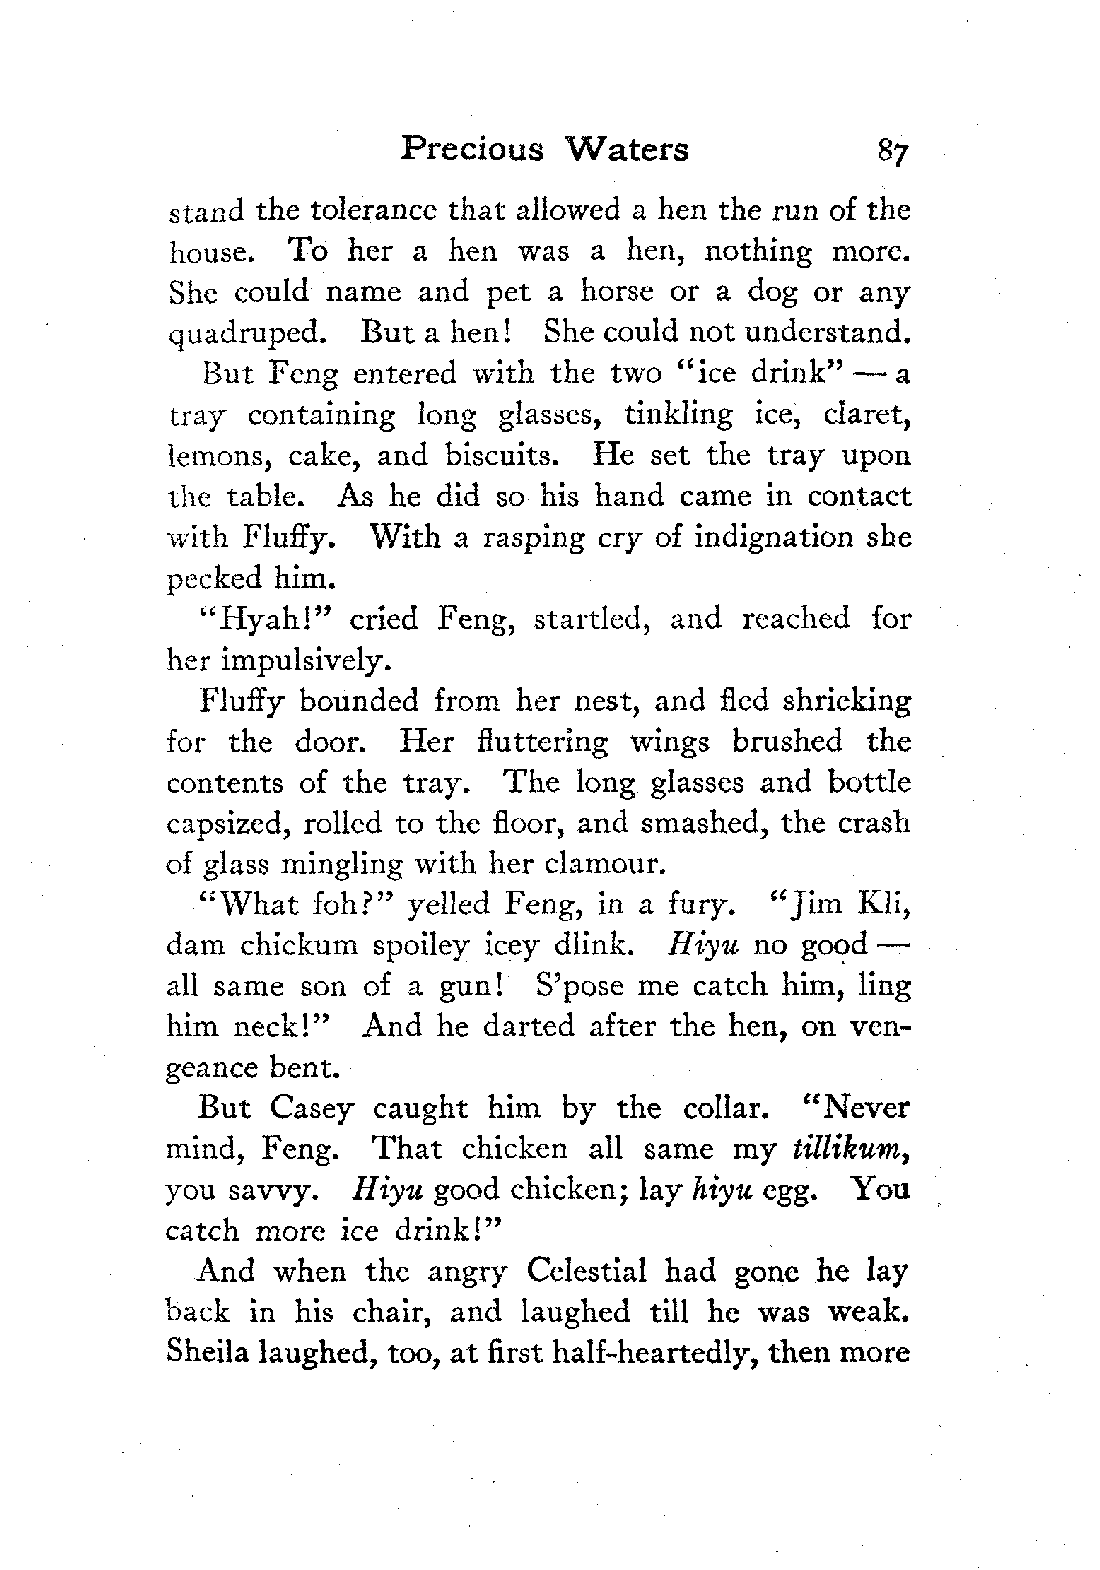 Precious Waters 87
stand the tolerance that allowed a hen the run of the
house. To her a hen was a hen, nothing more.
She could name and pet a horse or a dog or any
quadruped. But a hen! She could not understand.
But Feng entered with the two “ice drink” — a
tray containing long glasses, tinkling ice, claret,
lemons, cake, and biscuits. He set the tray upon
the table. As he did so his hand came in contact
with Fluffy. With a rasping cry of indignation she
pecked him.
“Hyah!” cried Feng, startled, and reached for
her impulsively.
Fluffy bounded from her nest, and fled shrieking
for the door. Her fluttering wings brushed the
contents of the tray. The long glasses and bottle
capsized, rolled to the floor, and smashed, the crash
of glass mingling with her clamour.
“What foh?” yelled Feng, in a fury. “Jim Kli,
dam chickum spoiley icey dlink. Hiyu no good —
all same son of a gun! S’pose me catch him, ling
him neck!” And he darted after the hen, on ven-
geance bent.
But Casey caught him by the collar. “Never
mind, Feng. That chicken all same my tillikum,
you savvy. Hiyu good chicken; lay hiyu egg. You
catch more ice drink!”
And when the angry Celestial had gone he lay
back in his chair, and laughed till he was weak.
Sheila laughed, too, at first half-heartedly, then more